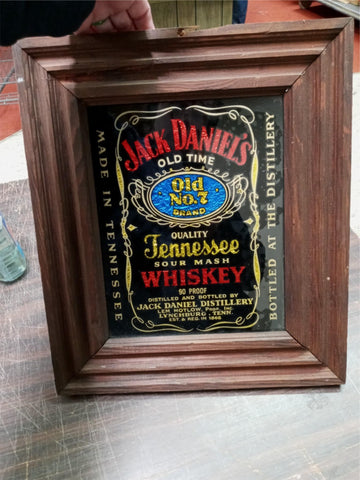 JACK DANIEL'S
OLD TIME
Old
No. 7
BRAND
QUALITY
Tennessee
SOUR MASH
WHISKEY
90 PROOF
DISTILLED AND BOTTLED BY
JACK DANIEL DISTILLERY
LEM MOTLOW, Prop. Inc.
LYNCHBURG, TENN.
EST. & REG. IN 1866
MADE IN TENNESSEE
BOTTLED AT THE DISTILLERY